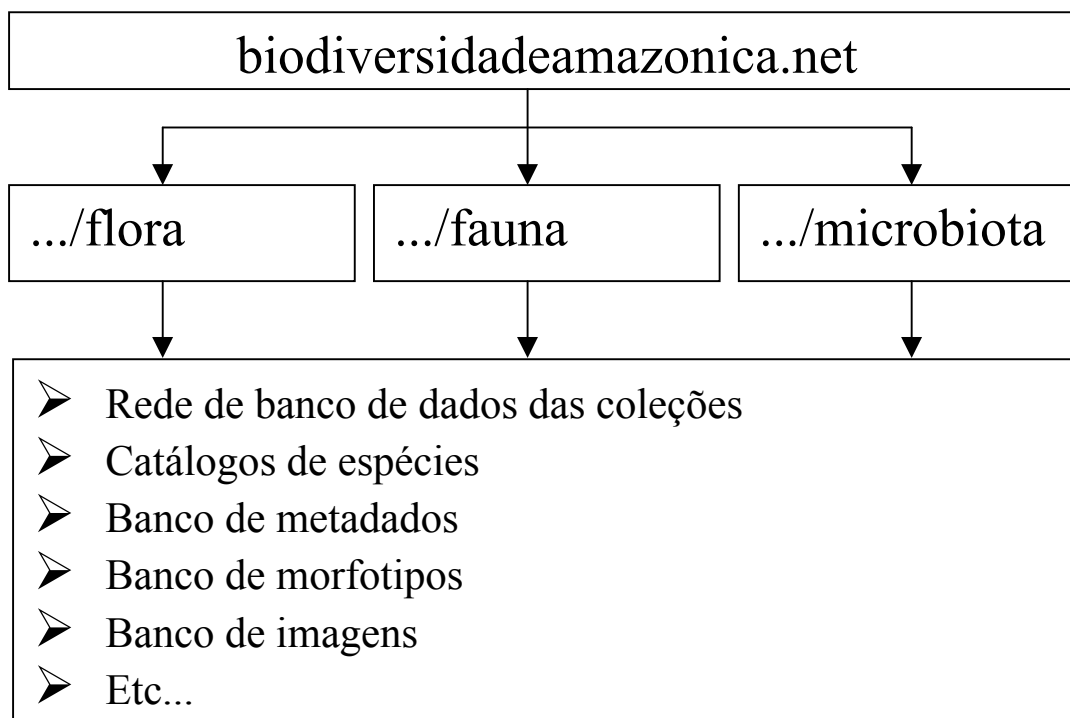 biodiversidadeamazonica.net
.../flora
.../fauna
.../microbiota
Rede de banco de dados das coleções
Catálogos de espécies
Banco de metadados
Banco de morfotipos
Banco de imagens
Etc...